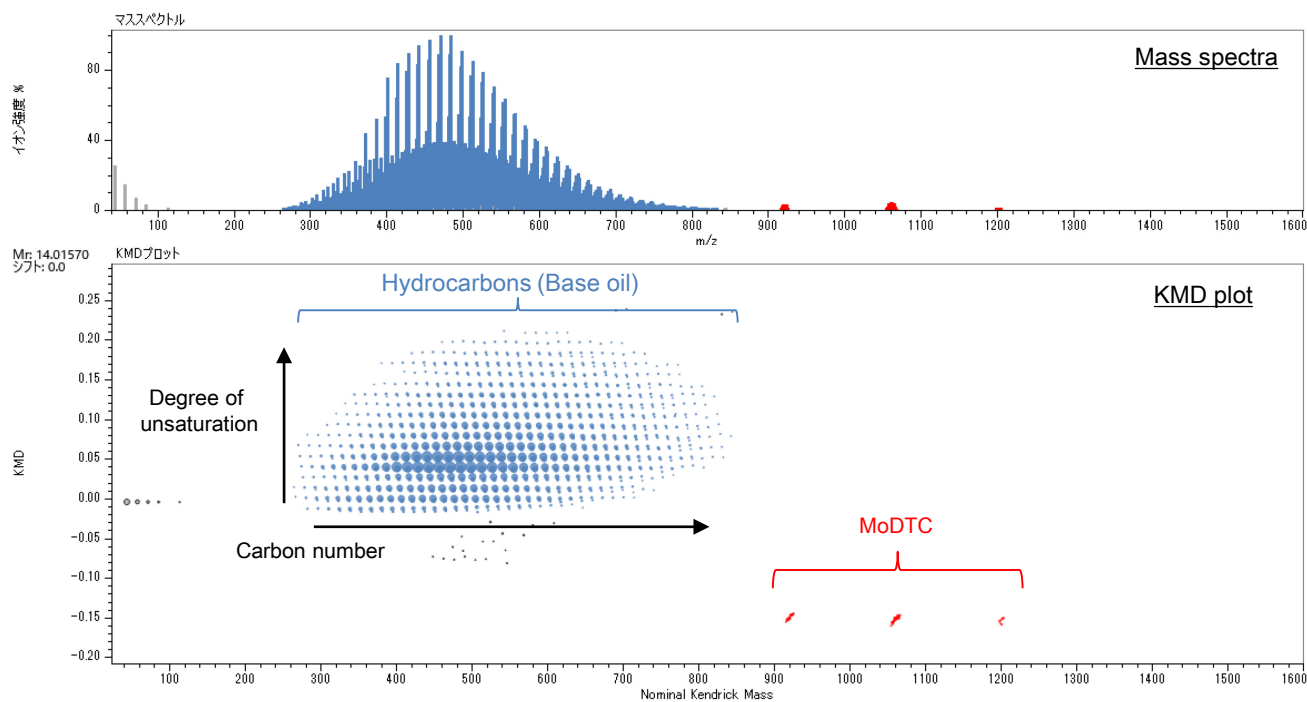 マススペクトル
Mass spectra
イオン強度 %
80
40
0
100 200 300 400 500 600 700 800 900 1000 1100 1200 1300 1400 1500 1600
m/z
Mr: 14.01570
シフト: 0.0
KMDプロット
Hydrocarbons (Base oil)
KMD plot
0.25
0.20
0.15
Degree of
unsaturation
0.10
KMD
0.05
0.00
MoDTC
-0.05
Carbon number
-0.10
-0.15
-0.20
100 200 300 400 500 600 700 800 900 1000 1100 1200 1300 1400 1500 1600
Nominal Kendrick Mass